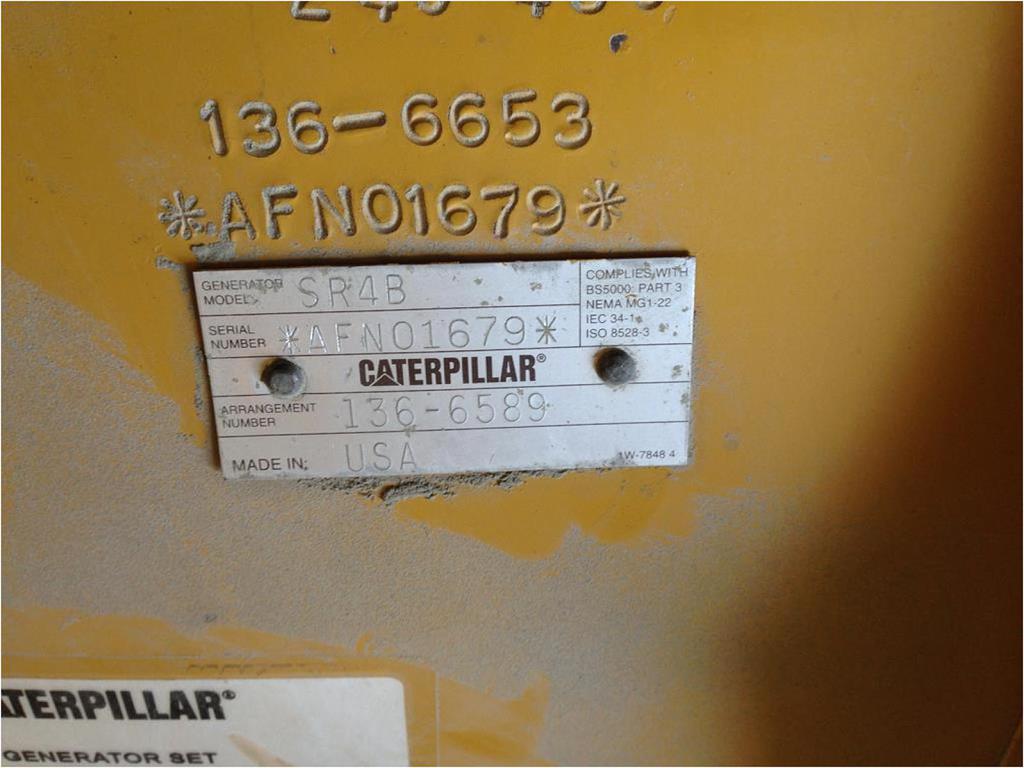 136-6653
*AFN01679*
GENERATOR MODEL: SR4B
SERIAL NUMBER *AFN01679*
COMPLIES WITH
BS5000: PART 3
NEMA MG1-22
IEC 34-1
ISO 8528-3
CATERPILLAR®
ARRANGEMENT NUMBER 136-6589
MADE IN: USA
1W-7848 4
ATERPILLAR®
GENERATOR SET